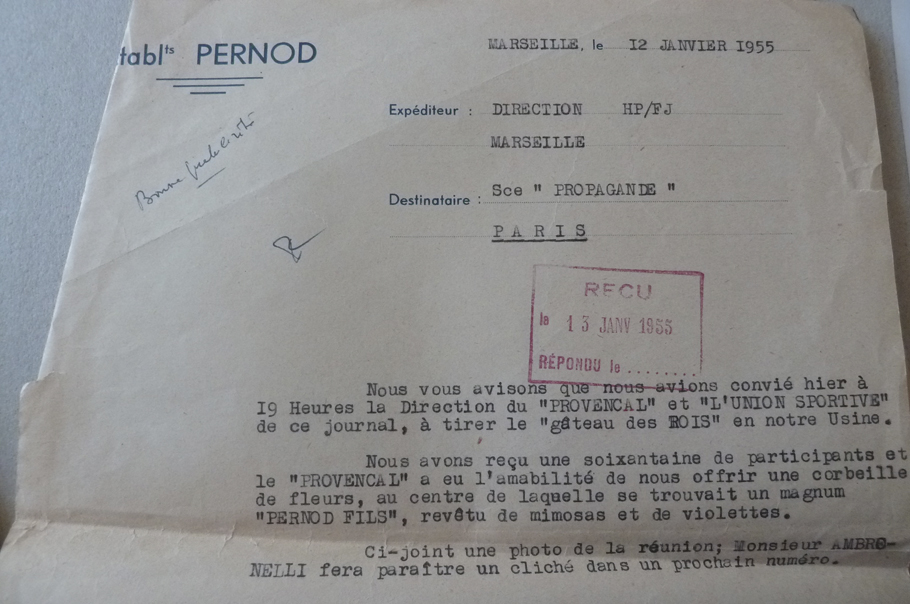 tablts PERNOD
MARSEILLE, le 12 JANVIER 1955
Bonne publicité
Expéditeur : DIRECTION HP/FJ
MARSEILLE
Destinataire : Sce " PROPAGANDE "
PARIS
RECU
le 13 JANV 1955
RÉPONDU le ........
Nous vous avisons que nous avions convié hier à
I9 Heures la Direction du "PROVENCAL" et "L'UNION SPORTIVE"
de ce journal, à tirer le "gâteau des ROIS" en notre Usine.
Nous avons reçu une soixantaine de participants et
le "PROVENCAL" a eu l'amabilité de nous offrir une corbeille
de fleurs, au centre de laquelle se trouvait un magnum
"PERNOD FILS", revêtu de mimosas et de violettes.
Ci-joint une photo de la réunion; Monsieur AMBRO-
NELLI fera paraître un cliché dans un prochain numéro.